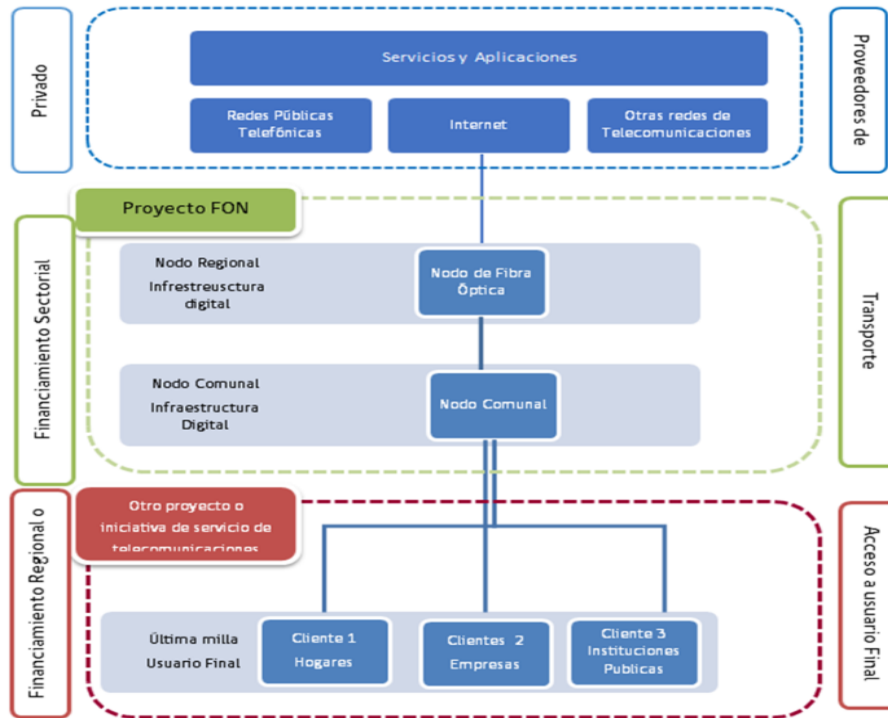 Privado
Servicios y Aplicaciones
Redes Públicas
Telefónicas
Internet
Otras redes de
Telecomunicaciones
Proveedores de
Financiamiento Sectorial
Proyecto FON
Nodo Regional
Infrestreusctura
digital
Nodo de Fibra
Óptica
Nodo Comunal
Infraestructura
Digital
Nodo Comunal
Transporte
Financiamiento Regional o
Otro proyecto o
iniciativa de servicio de
telecomunicaciones
Última milla
Usuario Final
Cliente 1
Hogares
Clientes 2
Empresas
Cliente 3
Instituciones
Publicas
Acceso a usuario Final